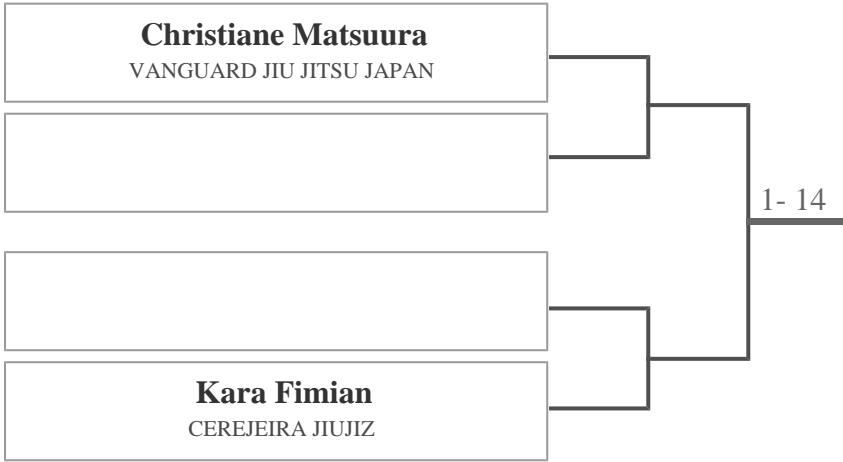 Christiane Matsuura
VANGUARD JIU JITSU JAPAN
1- 14
Kara Fimian
CEREJEIRA JIUJIZ